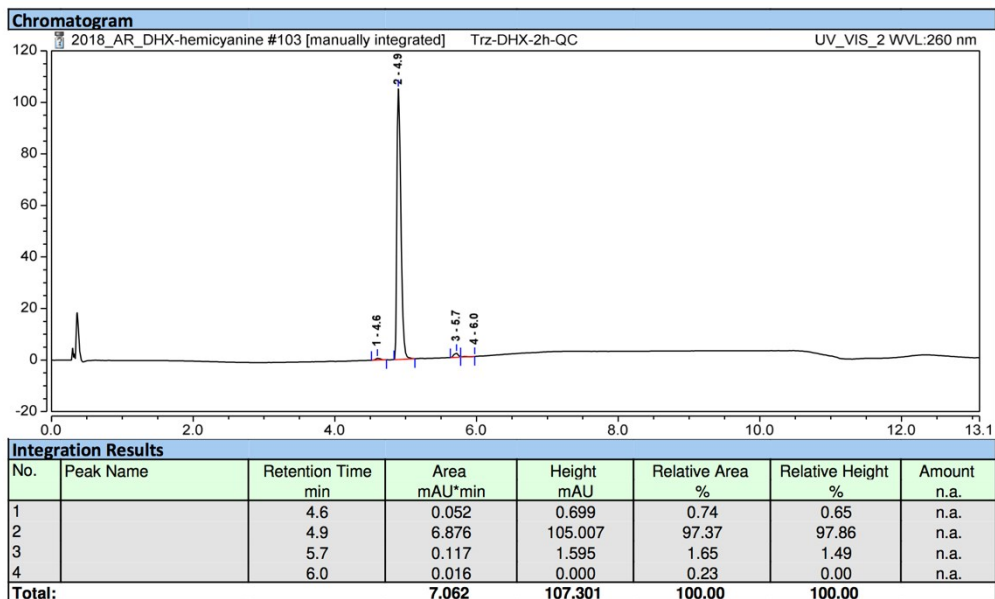 Chromatogram
2018_AR_DHX-hemicyanine #103 [manually integrated] Trz-DHX-2h-QC UV_VIS_2 WVL:260 nm
120
100
80
60
40
20
0
-20
1 - 4.6
2 - 4.9
3 - 5.7
4 - 6.0
0.0 2.0 4.0 6.0 8.0 10.0 12.0 13.1
Integration Results
No. Peak Name Retention Time Area Height Relative Area Relative Height Amount
min mAU*min mAU % % n.a.
1 4.6 0.052 0.699 0.74 0.65 n.a.
2 4.9 6.876 105.007 97.37 97.86 n.a.
3 5.7 0.117 1.595 1.65 1.49 n.a.
4 6.0 0.016 0.000 0.23 0.00 n.a.
Total: 7.062 107.301 100.00 100.00